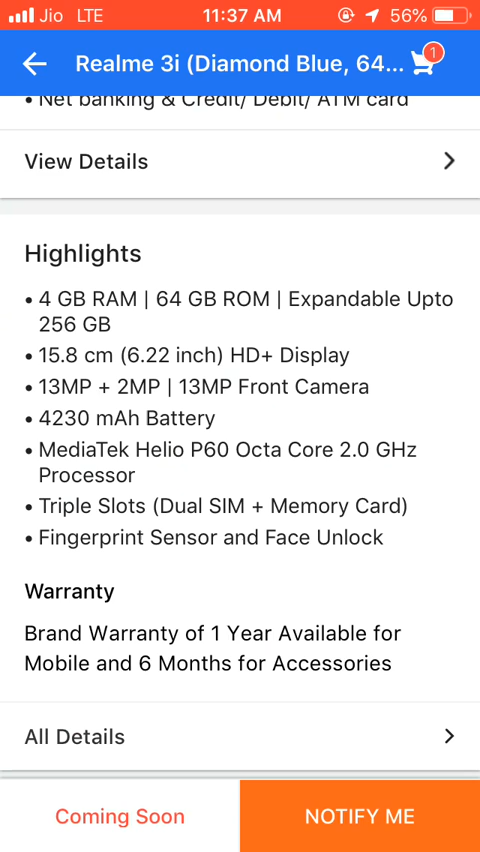 Jio LTE 11:37 AM 56%
Realme 3i (Diamond Blue, 64... 1
• Net banking & Credit/ Debit/ ATM card
View Details
Highlights
• 4 GB RAM | 64 GB ROM | Expandable Upto
256 GB
• 15.8 cm (6.22 inch) HD+ Display
• 13MP + 2MP | 13MP Front Camera
• 4230 mAh Battery
• MediaTek Helio P60 Octa Core 2.0 GHz
Processor
• Triple Slots (Dual SIM + Memory Card)
• Fingerprint Sensor and Face Unlock
Warranty
Brand Warranty of 1 Year Available for
Mobile and 6 Months for Accessories
All Details
Coming Soon NOTIFY ME